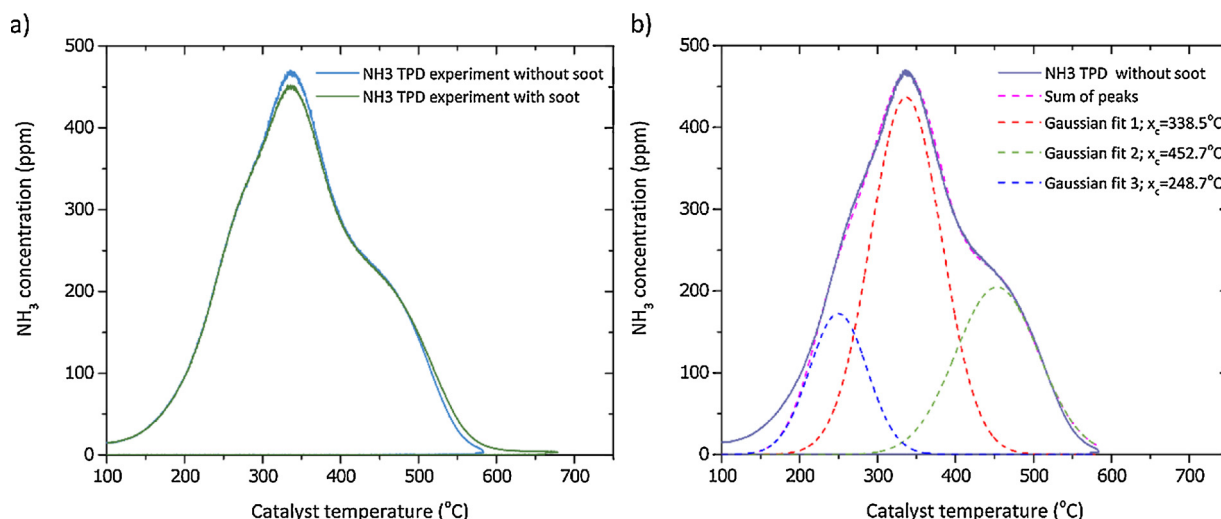 a)
500
400
300
200
100
0
NH₃ concentration (ppm)
NH3 TPD experiment without soot
NH3 TPD experiment with soot
100 200 300 400 500 600 700
Catalyst temperature (°C)
b)
500
400
300
200
100
0
NH₃ concentration (ppm)
NH3 TPD without soot
Sum of peaks
Gaussian fit 1; x_c=338.5°C
Gaussian fit 2; x_c=452.7°C
Gaussian fit 3; x_c=248.7°C
100 200 300 400 500 600 700
Catalyst temperature (°C)